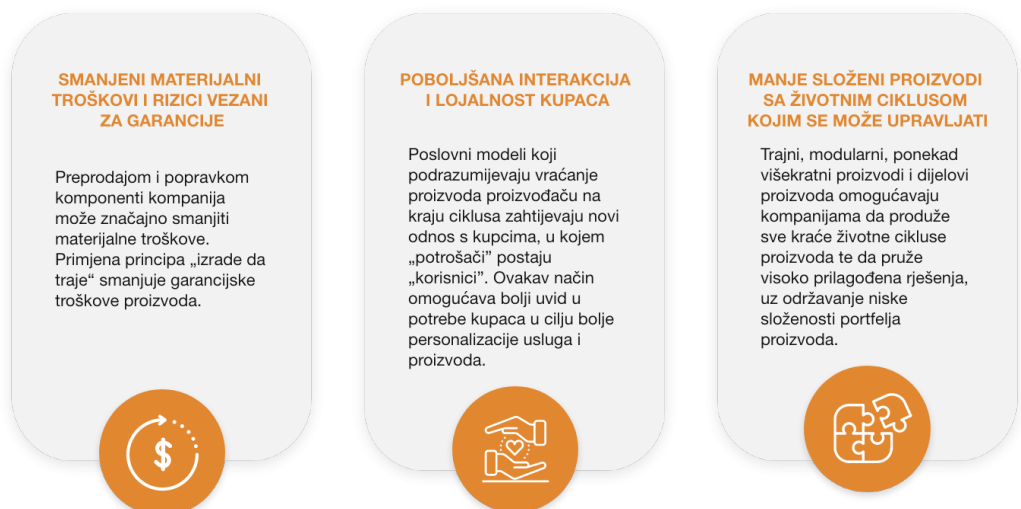 SMANJENI MATERIJALNI
TROŠKOVI I RIZICI VEZANI
ZA GARANCIJE
Preprodajom i popravkom
komponenti kompanija
može značajno smanjiti
materijalne troškove.
Primjena principa „izrade da
traje“ smanjuje garancijske
troškove proizvoda.
$
POBOLJŠANA INTERAKCIJA
I LOJALNOST KUPACA
Poslovni modeli koji
podrazumijevaju vraćanje
proizvoda proizvođaču na
kraju ciklusa zahtijevaju novi
odnos s kupcima, u kojem
„potrošači” postaju
„korisnici”. Ovakav način
omogućava bolji uvid u
potrebe kupaca u cilju bolje
personalizacije usluga i
proizvoda.
MANJE SLOŽENI PROIZVODI
SA ŽIVOTNIM CIKLUSOM
KOJIM SE MOŽE UPRAVLJATI
Trajni, modularni, ponekad
višekratni proizvodi i dijelovi
proizvoda omogućavaju
kompanijama da produže
sve kraće životne cikluse
proizvoda te da pruže
visoko prilagođena rješenja,
uz održavanje niske
složenosti portfelja
proizvoda.